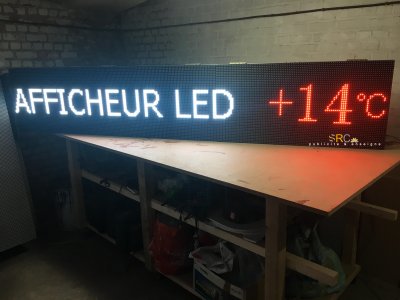 AFFICHEUR LED +14°C
SRC
publicité & enseigne